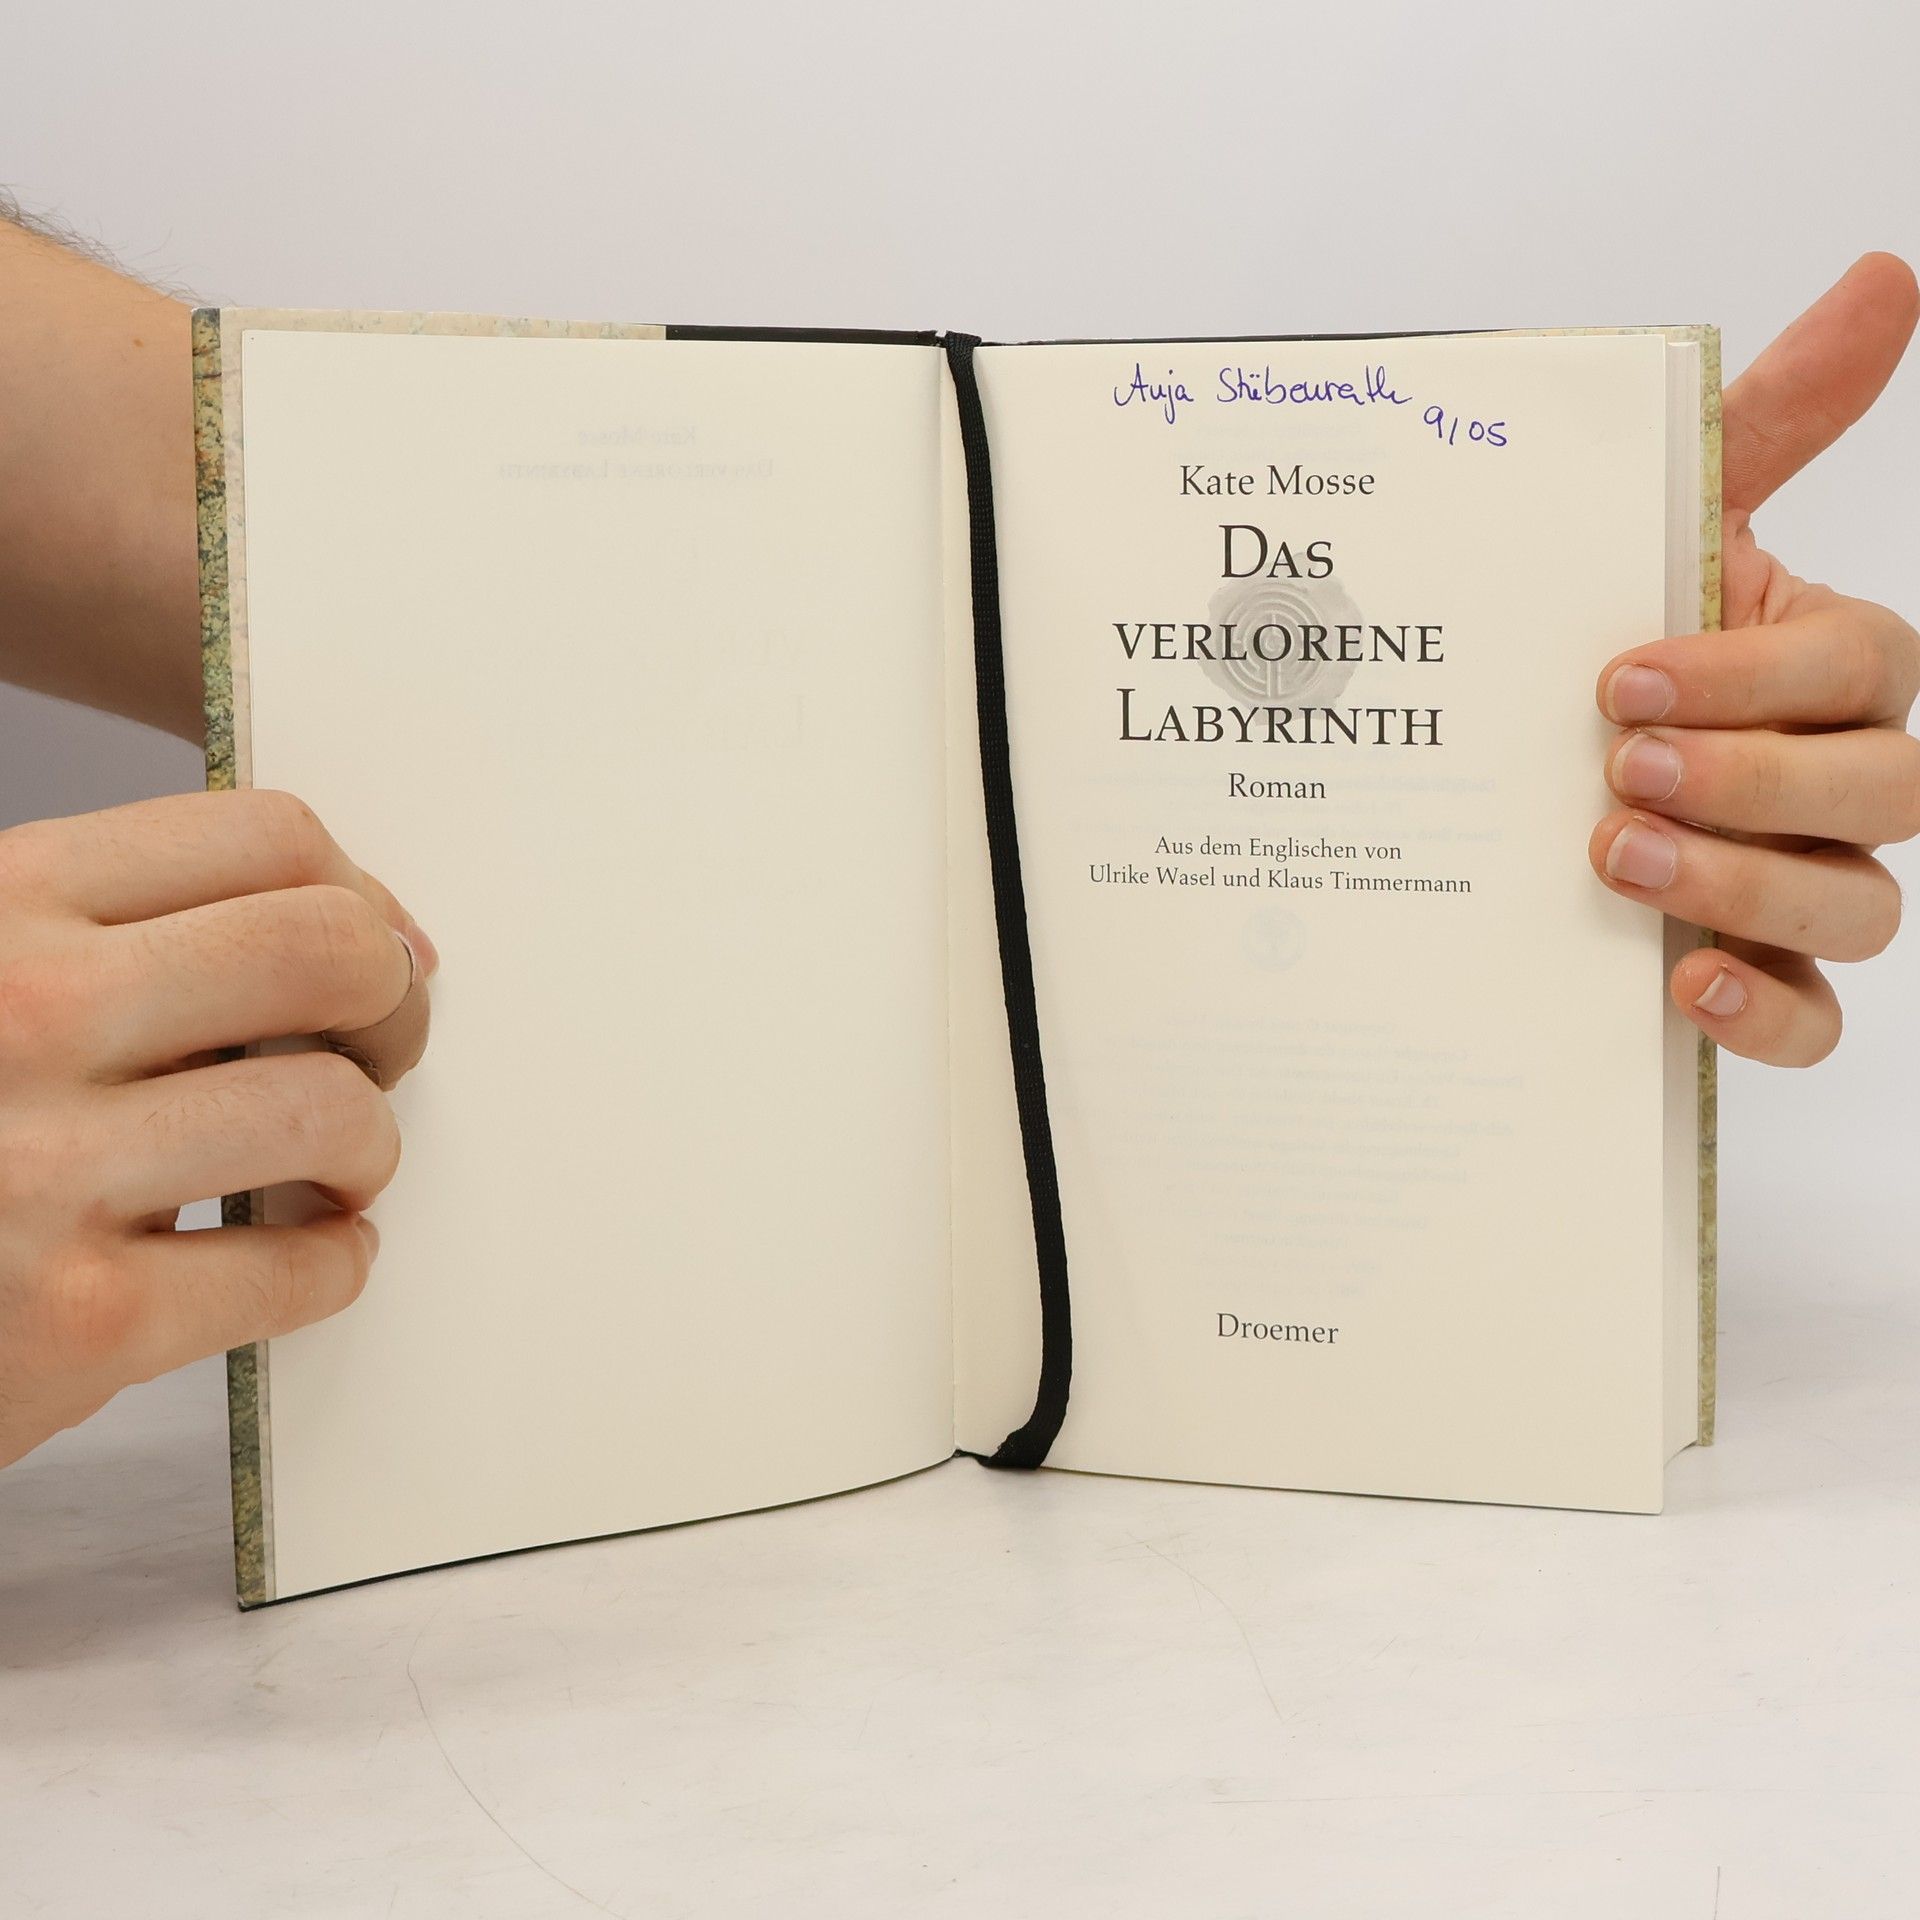 Anja Stübenrath
9/05
Kate Mosse
DAS
VERLORENE
LABYRINTH
Roman
Aus dem Englischen von
Ulrike Wasel und Klaus Timmermann
Droemer